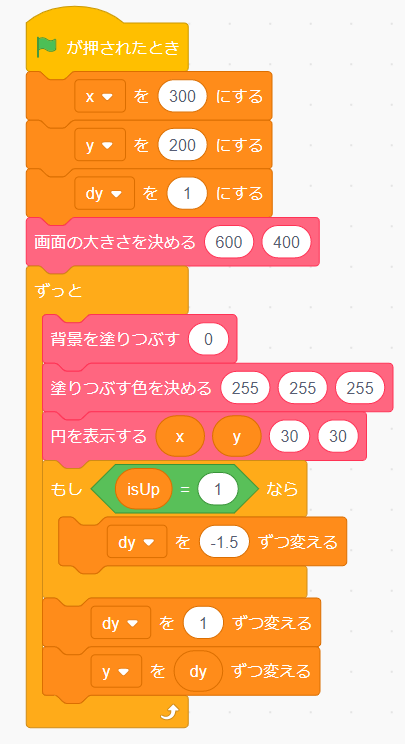 が押されたとき
x を 300 にする
y を 200 にする
dy を 1 にする
画面の大きさを決める 600 400
ずっと
背景を塗りつぶす 0
塗りつぶす色を決める 255 255 255
円を表示する x y 30 30
もし isUp = 1 なら
dy を -1.5 ずつ変える
dy を 1 ずつ変える
y を dy ずつ変える